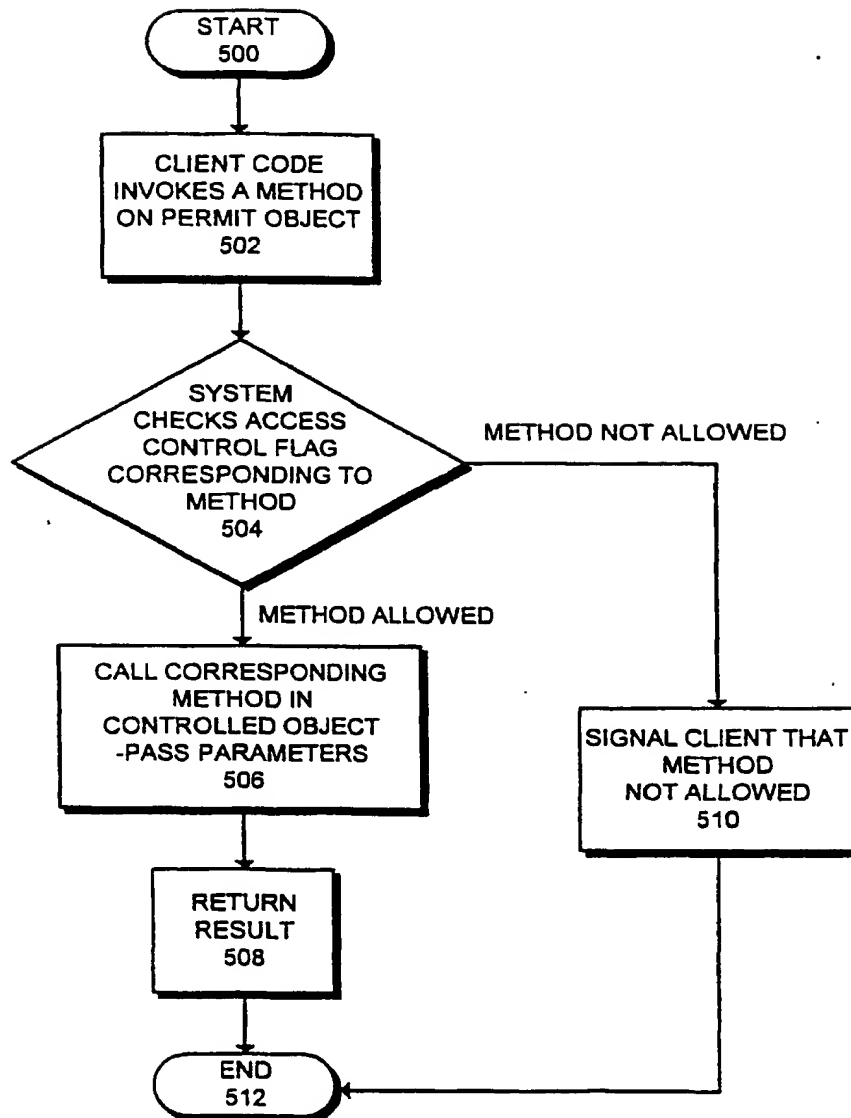 START
500
CLIENT CODE
INVOKES A METHOD
ON PERMIT OBJECT
502
SYSTEM
CHECKS ACCESS
CONTROL FLAG
CORRESPONDING TO
METHOD
504
METHOD NOT ALLOWED
METHOD ALLOWED
CALL CORRESPONDING
METHOD IN
CONTROLLED OBJECT
-PASS PARAMETERS
506
SIGNAL CLIENT THAT
METHOD
NOT ALLOWED
510
RETURN
RESULT
508
END
512